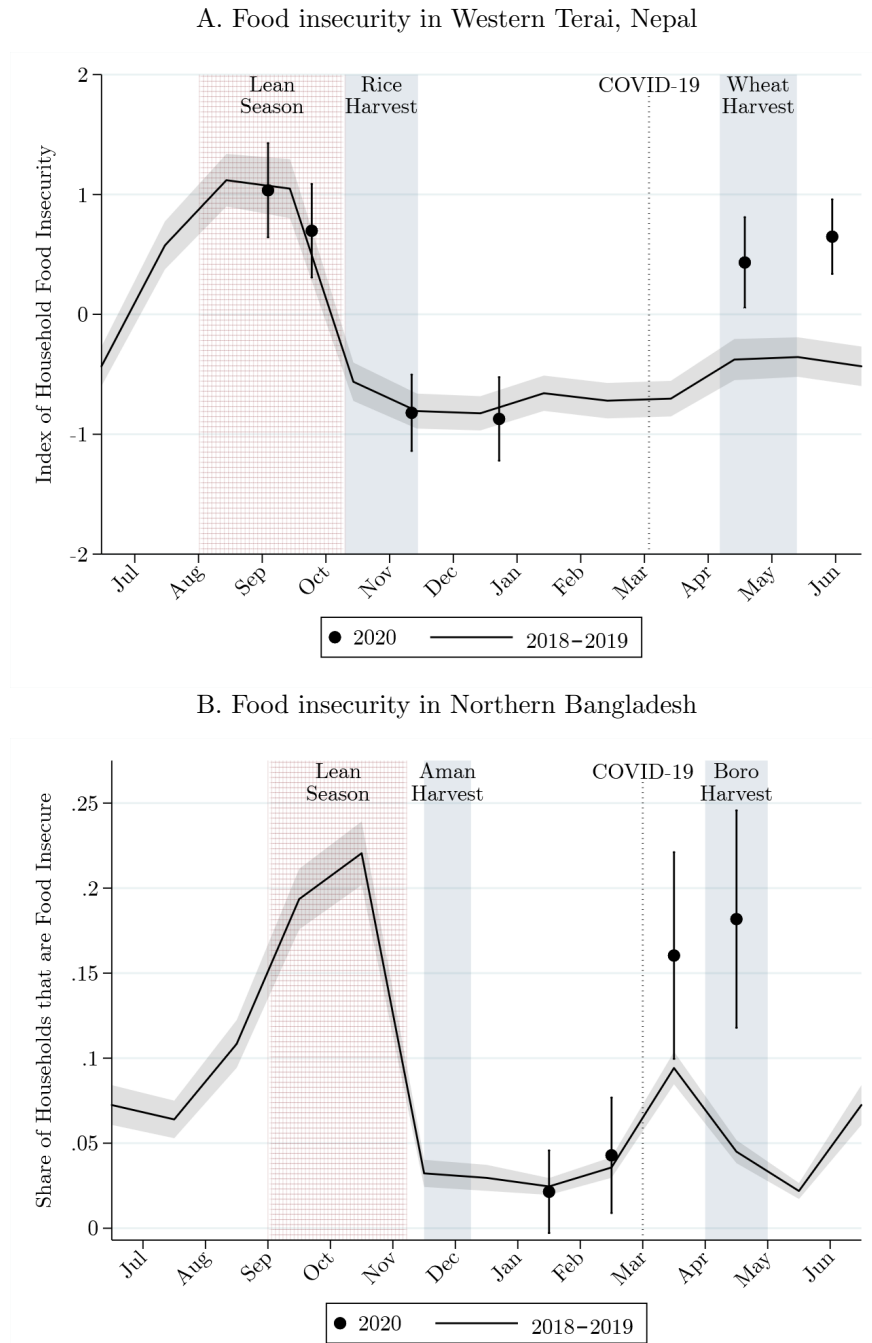 A. Food insecurity in Western Terai, Nepal
Index of Household Food Insecurity
2
1
0
-1
-2
Lean
Season
Rice
Harvest
COVID-19
Wheat
Harvest
Jul
Aug
Sep
Oct
Nov
Dec
Jan
Feb
Mar
Apr
May
Jun
2020 2018-2019
B. Food insecurity in Northern Bangladesh
Share of Households that are Food Insecure
.25
.2
.15
.1
.05
0
Lean
Season
Aman
Harvest
COVID-19
Boro
Harvest
Jul
Aug
Sep
Oct
Nov
Dec
Jan
Feb
Mar
Apr
May
Jun
2020 2018-2019